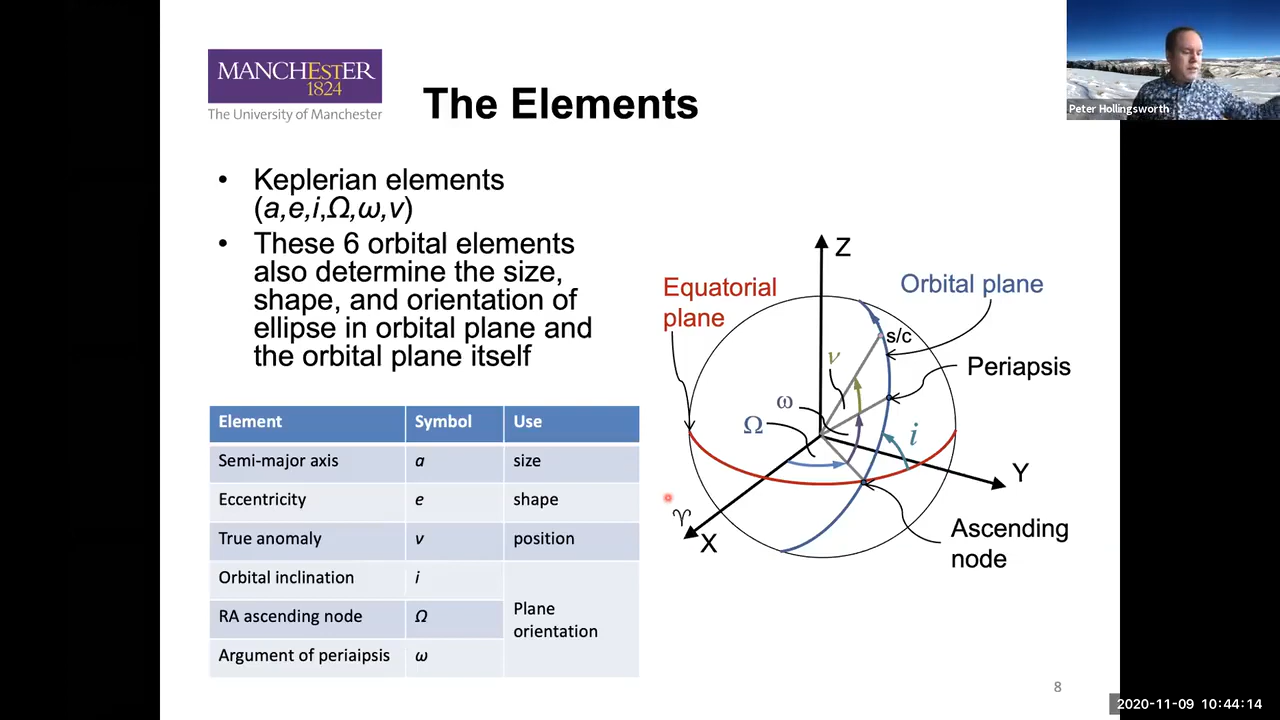 MANCHESTER
1824
The University of Manchester
The Elements
Peter Hollingsworth
• Keplerian elements
(a,e,i,Ω,ω,ν)
• These 6 orbital elements
also determine the size,
shape, and orientation of
ellipse in orbital plane and
the orbital plane itself
Element Symbol Use
Semi-major axis a size
Eccentricity e shape
True anomaly ν position
Orbital inclination i
RA ascending node Ω
Plane
orientation
Argument of periaipsis ω
Z
Equatorial
plane
Orbital plane
s/c
Periapsis
ν
ω
Ω
i
Y
♈
X
Ascending
node
8
2020-11-09 10:44:14